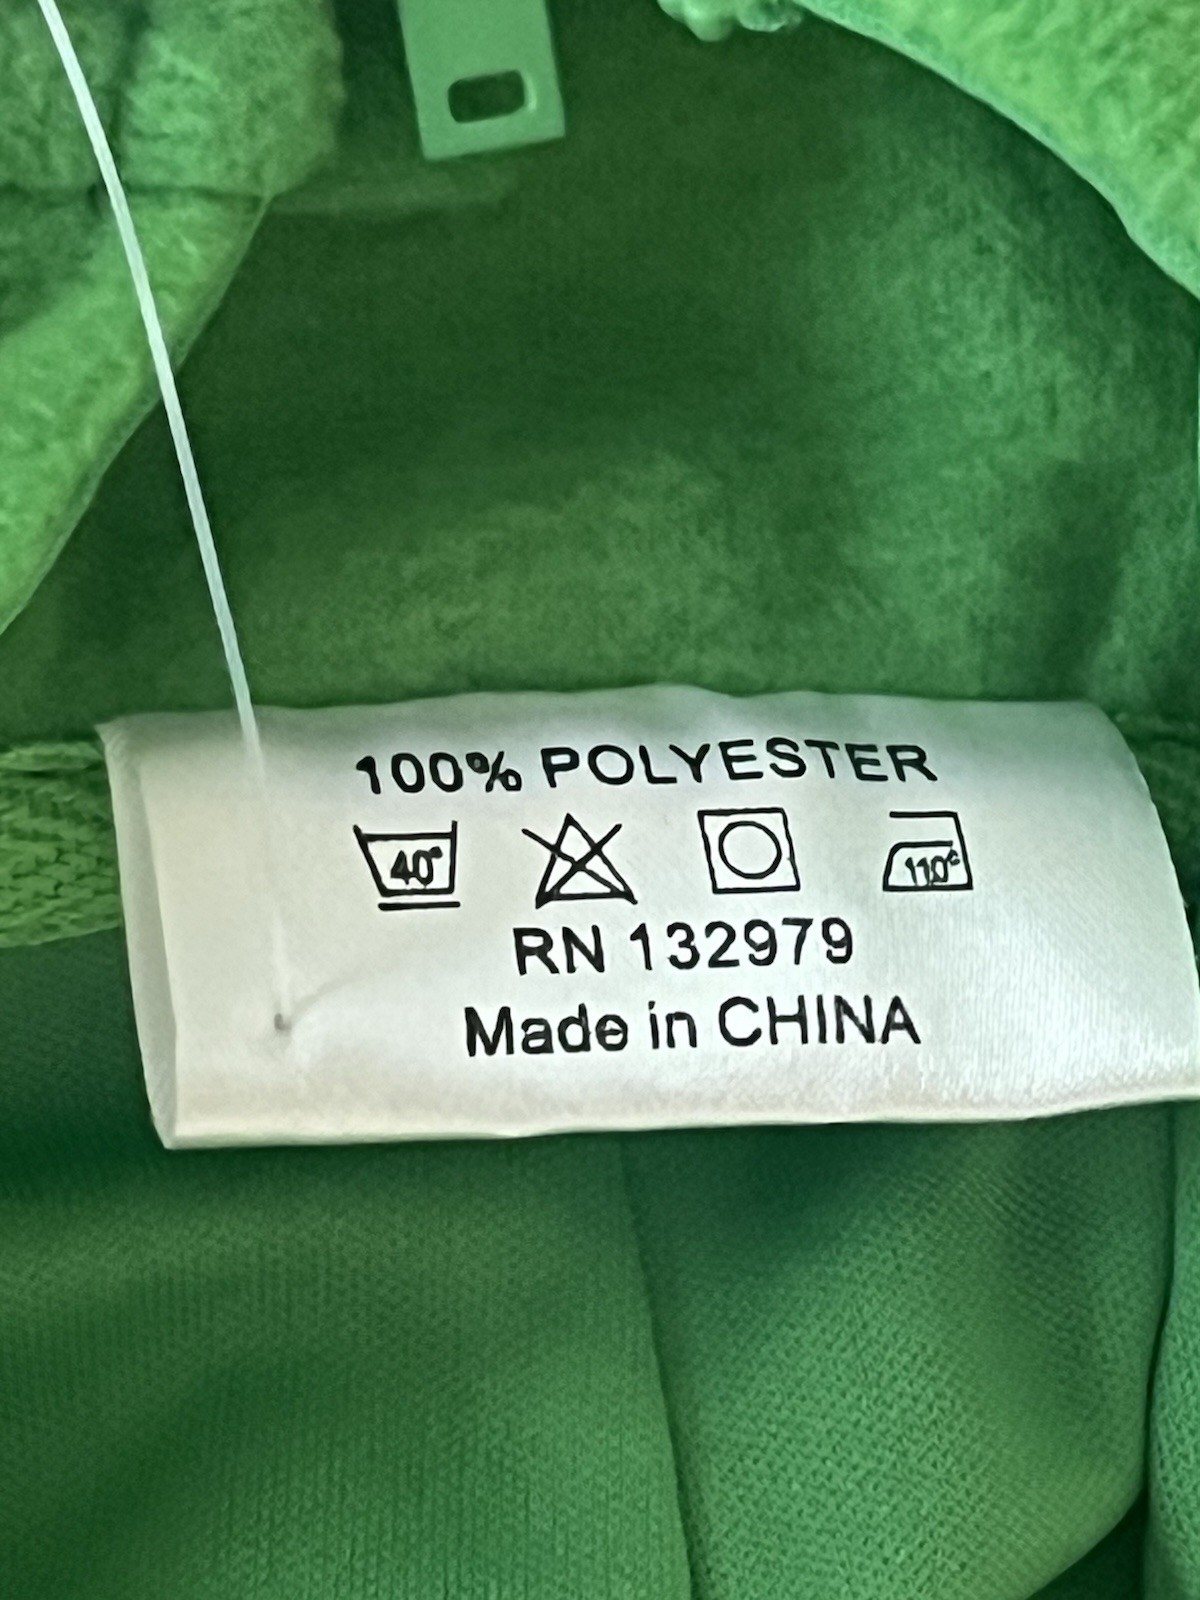 100% POLYESTER
40° 110°
RN 132979
Made in CHINA